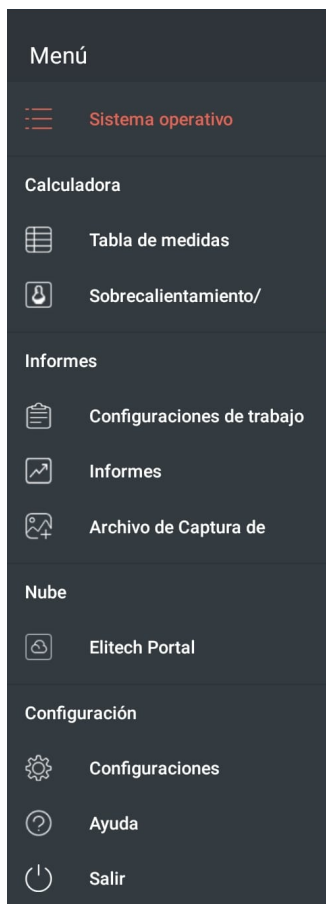 Menú
Sistema operativo
Calculadora
Tabla de medidas
Sobrecalientamiento/
Informes
Configuraciones de trabajo
Informes
Archivo de Captura de
Nube
Elitech Portal
Configuración
Configuraciones
Ayuda
Salir